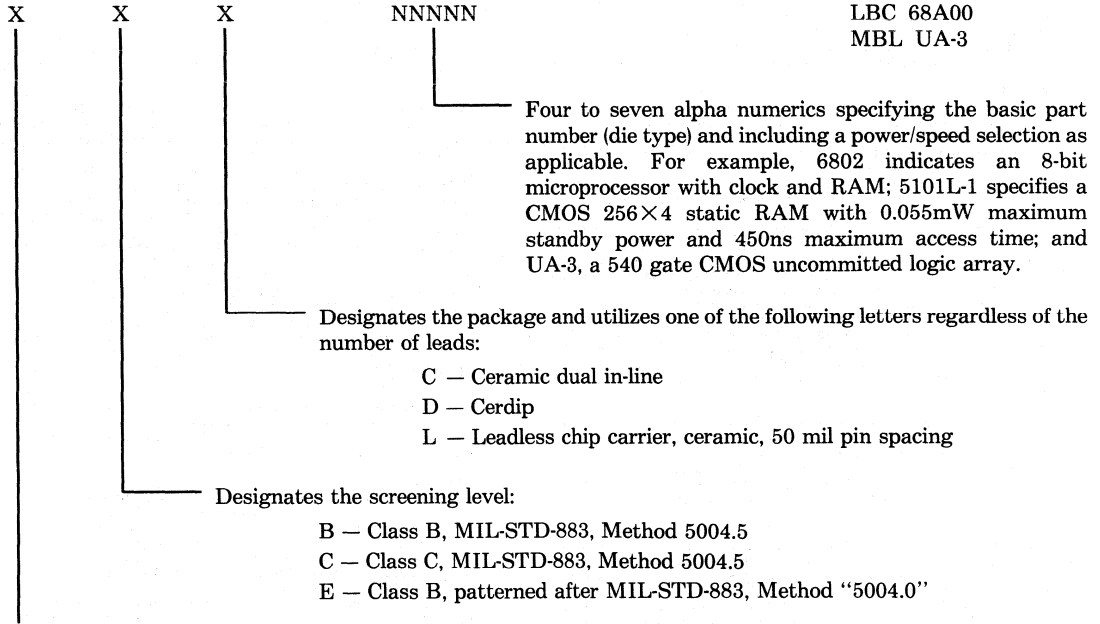 X X X NNNNN LBC 68A00
MBL UA-3
Four to seven alpha numerics specifying the basic part
number (die type) and including a power/speed selection as
applicable. For example, 6802 indicates an 8-bit
microprocessor with clock and RAM; 5101L-1 specifies a
CMOS 256×4 static RAM with 0.055mW maximum
standby power and 450ns maximum access time; and
UA-3, a 540 gate CMOS uncommitted logic array.
Designates the package and utilizes one of the following letters regardless of the
number of leads:
C — Ceramic dual in-line
D — Cerdip
L — Leadless chip carrier, ceramic, 50 mil pin spacing
Designates the screening level:
B — Class B, MIL-STD-883, Method 5004.5
C — Class C, MIL-STD-883, Method 5004.5
E — Class B, patterned after MIL-STD-883, Method “5004.0”